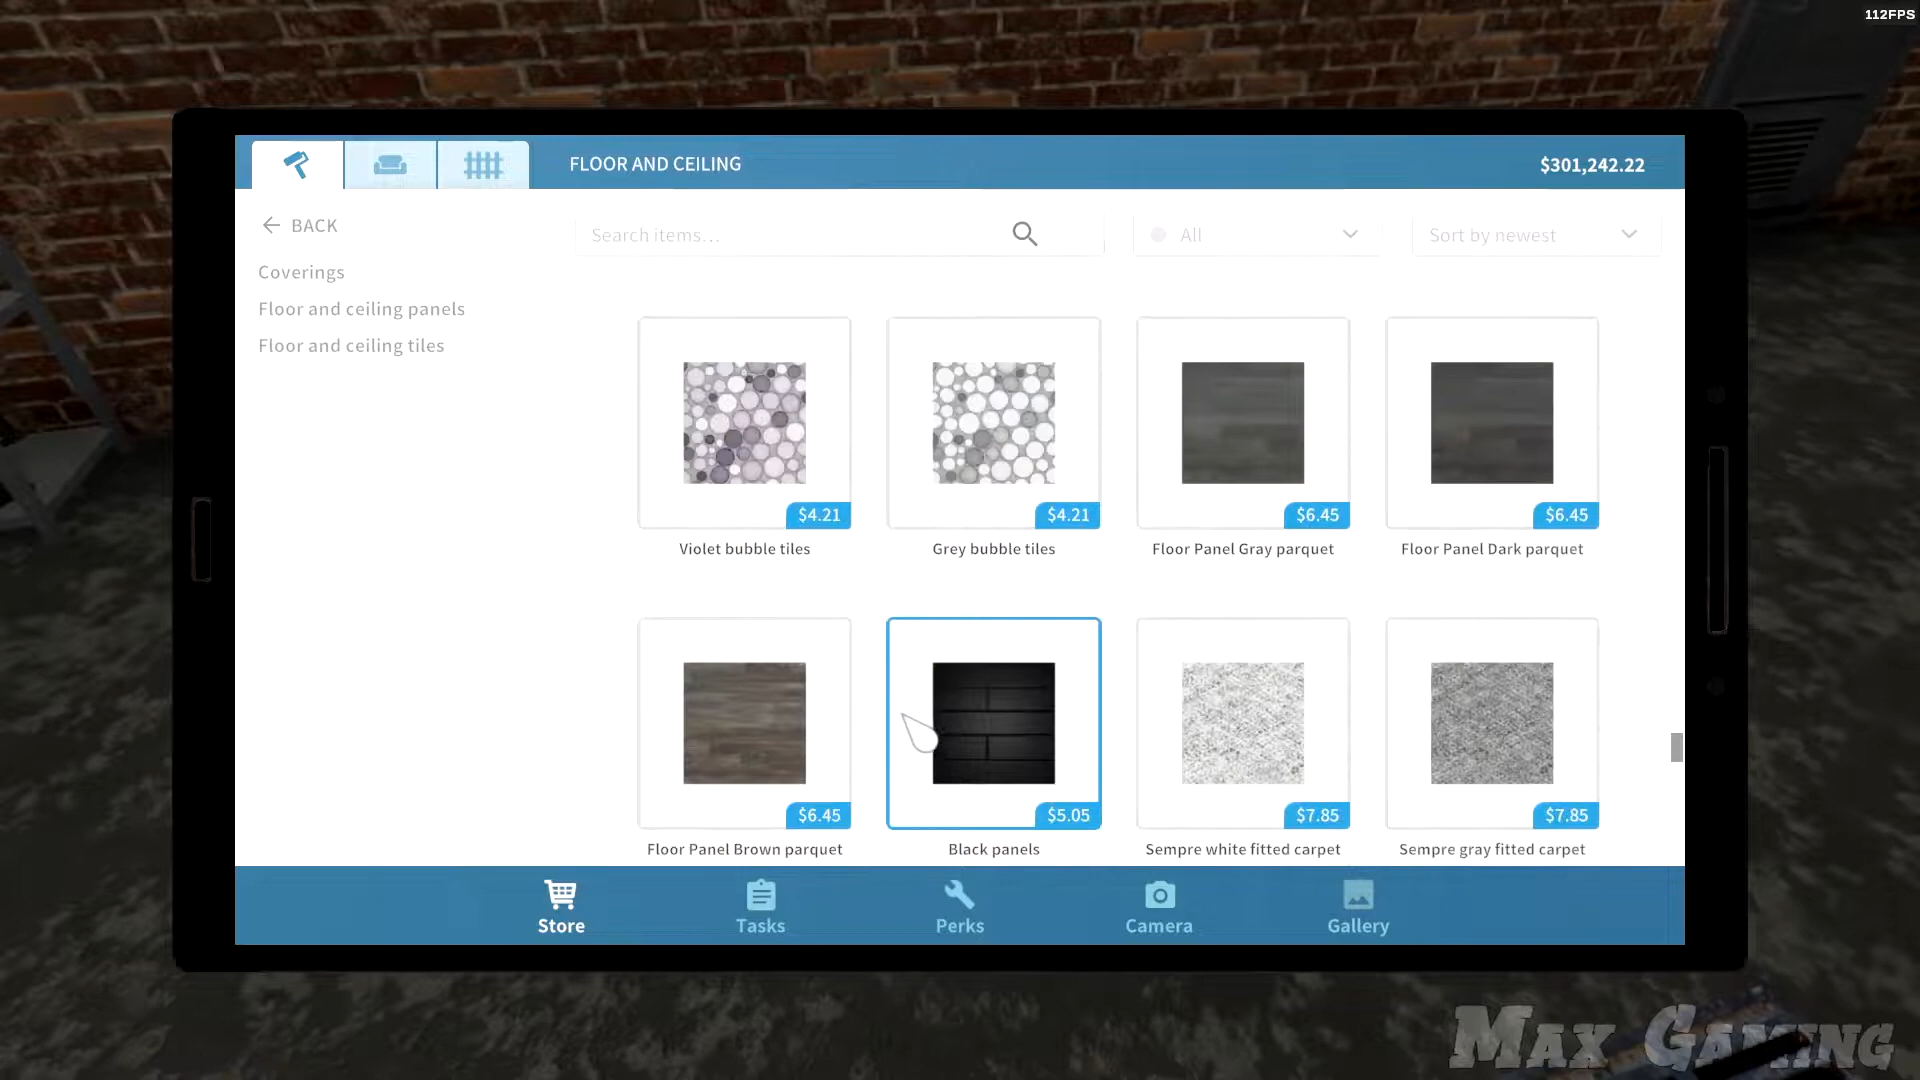 112FPS
FLOOR AND CEILING
$301,242.22
BACK
Search items...
All
Sort by newest
Coverings
Floor and ceiling panels
Floor and ceiling tiles
$4.21
$4.21
$6.45
$6.45
Violet bubble tiles
Grey bubble tiles
Floor Panel Gray parquet
Floor Panel Dark parquet
$6.45
$5.05
$7.85
$7.85
Floor Panel Brown parquet
Black panels
Sempre white fitted carpet
Sempre gray fitted carpet
Store
Tasks
Perks
Camera
Gallery
MAX GAMING